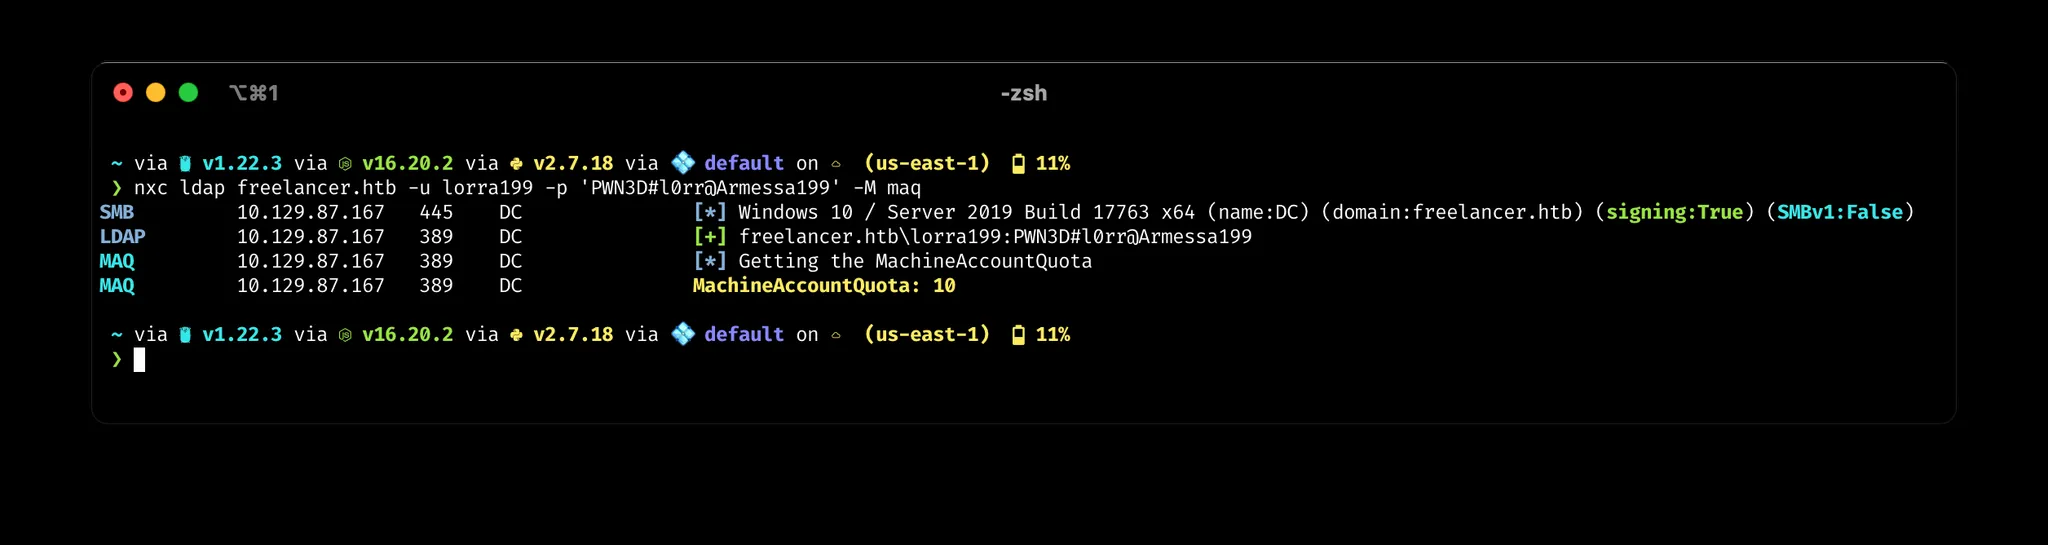 ⌥⌘1 -zsh
~ via v1.22.3 via v16.20.2 via v2.7.18 via default on (us-east-1) 11%
❯ nxc ldap freelancer.htb -u lorra199 -p 'PWN3D#l0rr@Armessa199' -M maq
SMB 10.129.87.167 445 DC [*] Windows 10 / Server 2019 Build 17763 x64 (name:DC) (domain:freelancer.htb) (signing:True) (SMBv1:False)
LDAP 10.129.87.167 389 DC [+] freelancer.htb\lorra199:PWN3D#l0rr@Armessa199
MAQ 10.129.87.167 389 DC [*] Getting the MachineAccountQuota
MAQ 10.129.87.167 389 DC MachineAccountQuota: 10
~ via v1.22.3 via v16.20.2 via v2.7.18 via default on (us-east-1) 11%
❯